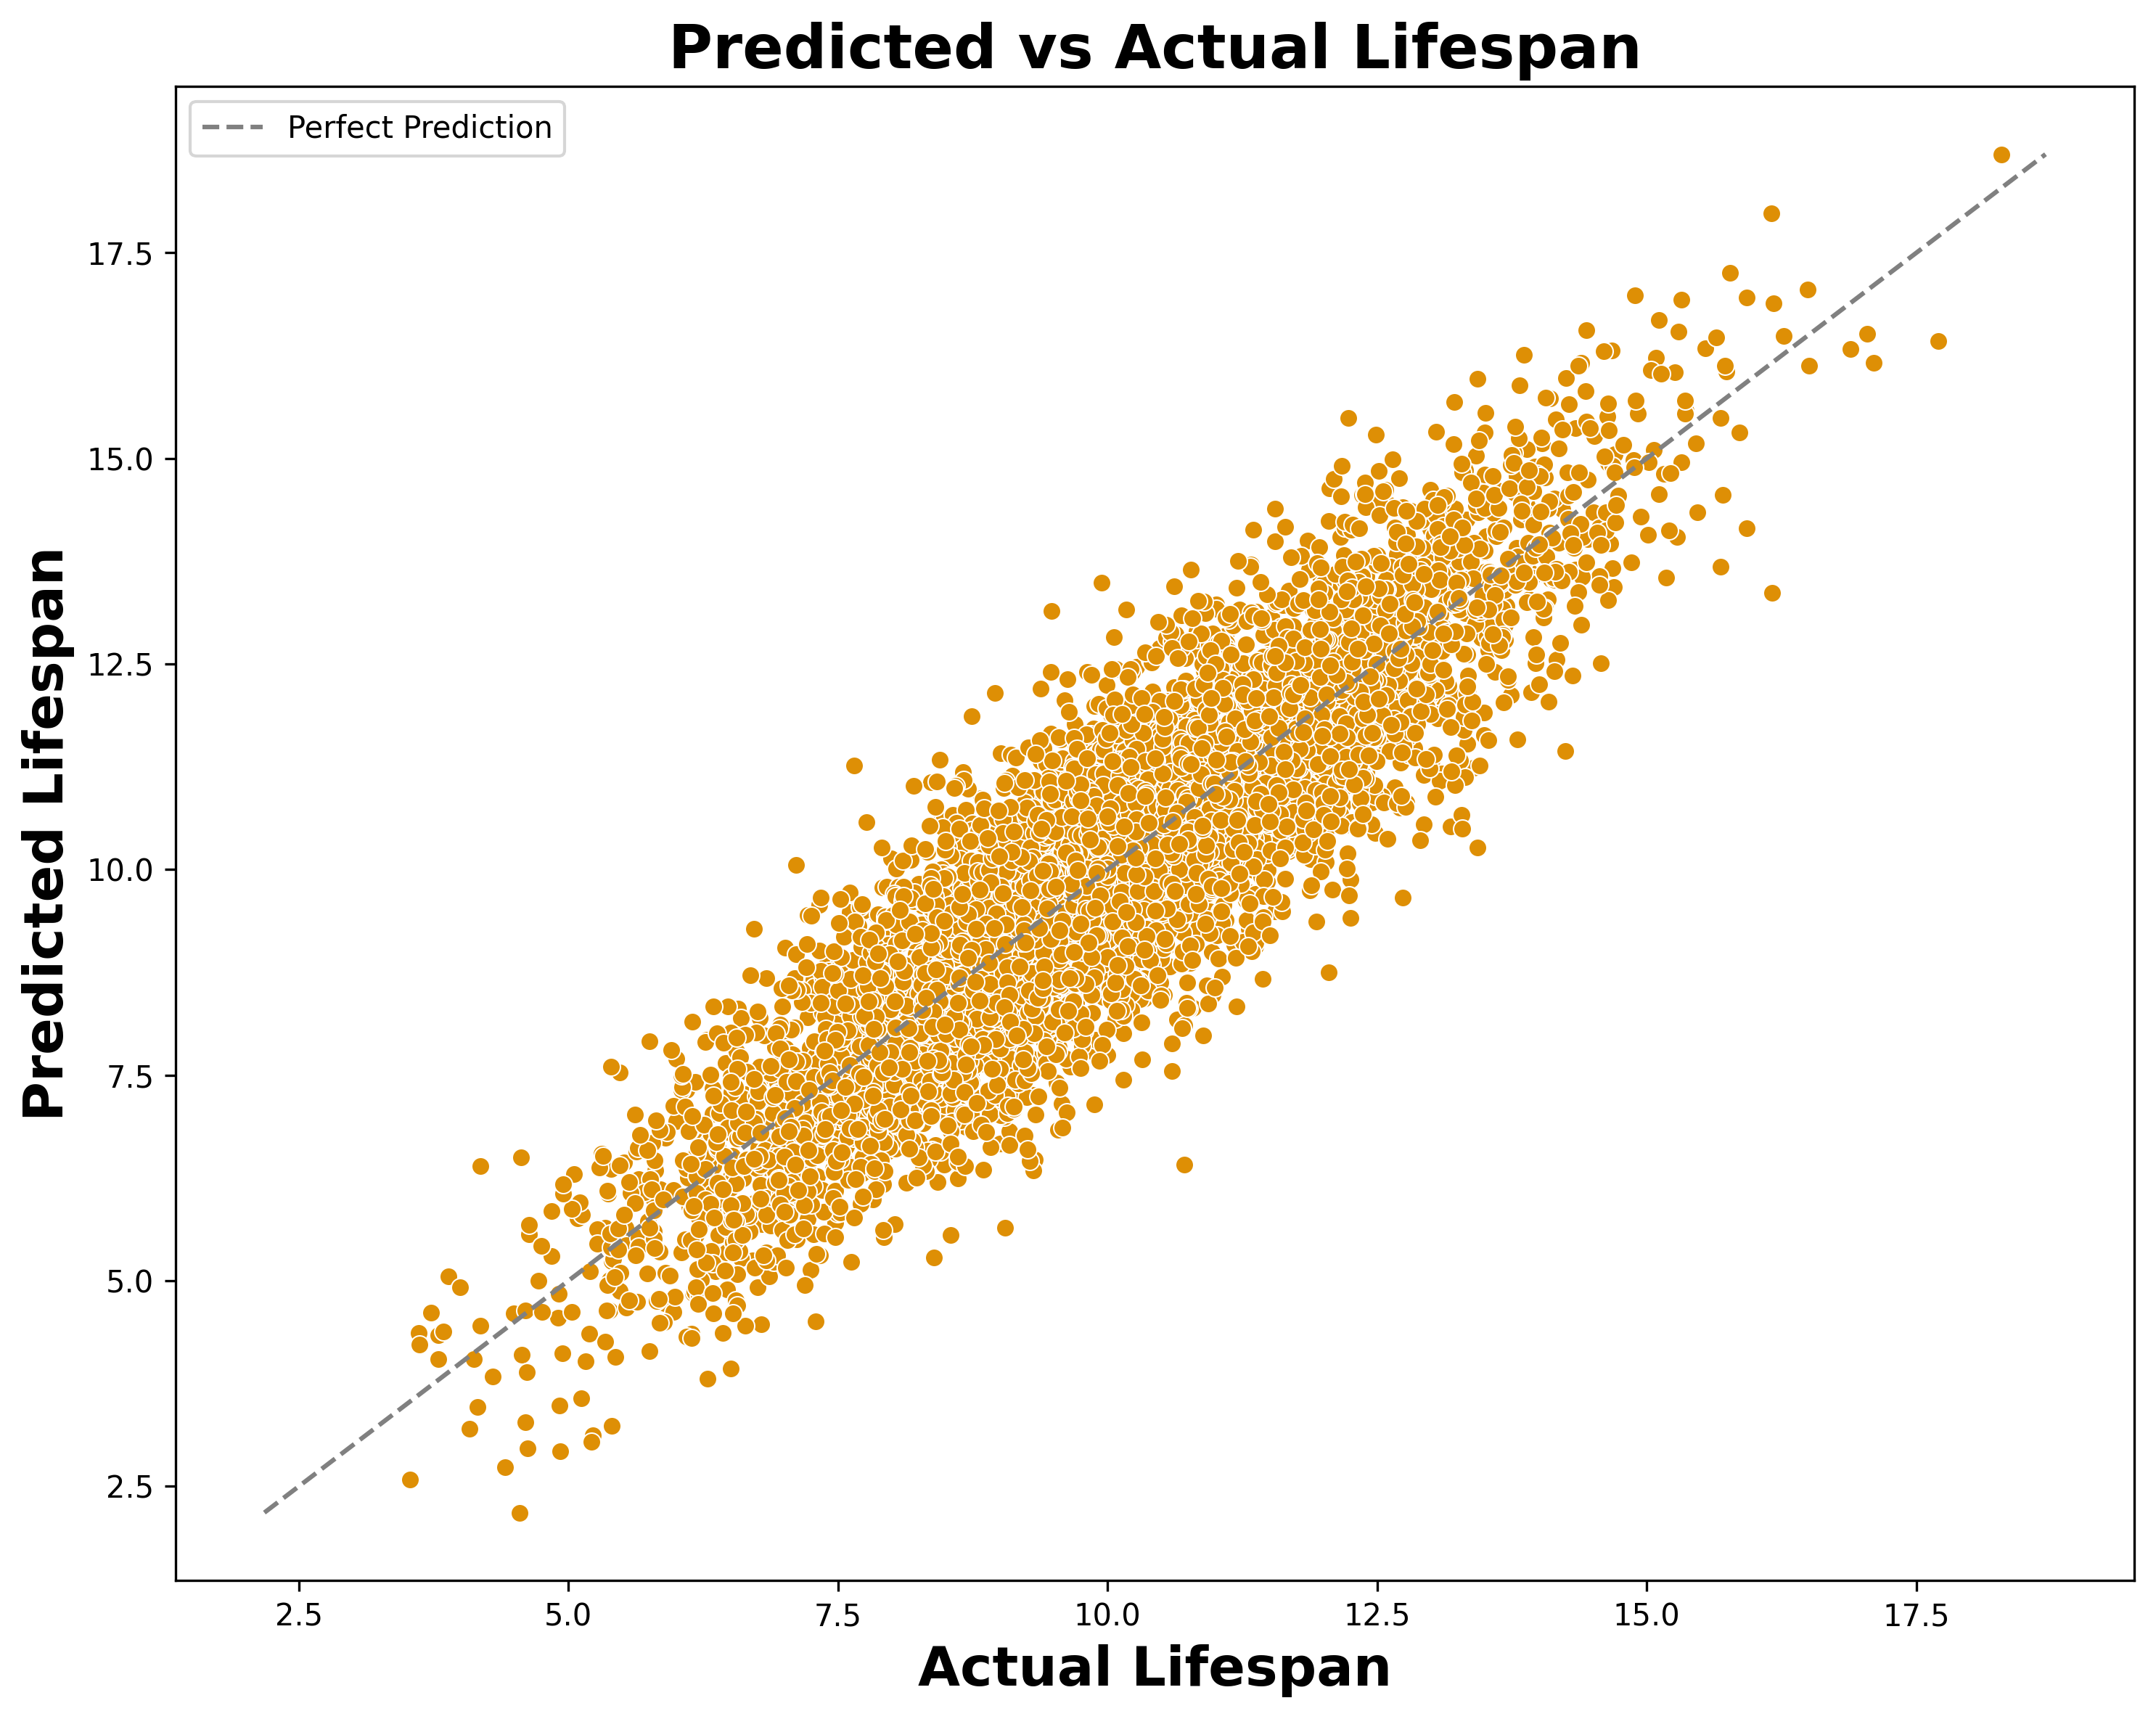 Predicted vs Actual Lifespan
Perfect Prediction
Predicted Lifespan
17.5
15.0
12.5
10.0
7.5
5.0
2.5
2.5 5.0 7.5 10.0 12.5 15.0 17.5
Actual Lifespan